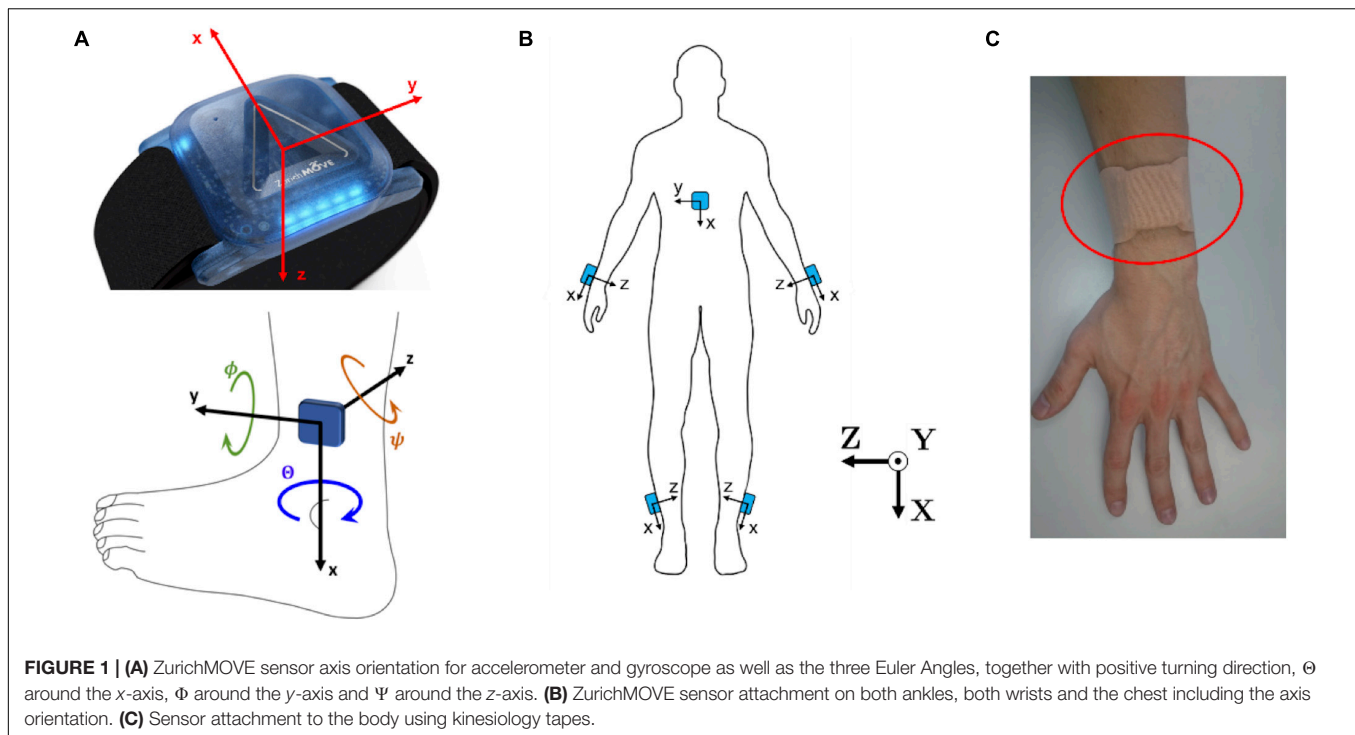 A
x
y
ZurichMOVE
z
ϕ
z
y
ψ
Θ
x
B
y
x
x
z
z
x
z
x
z
x
Z
Y
X
C
FIGURE 1 | (A) ZurichMOVE sensor axis orientation for accelerometer and gyroscope as well as the three Euler Angles, together with positive turning direction, Θ
around the x-axis, Φ around the y-axis and Ψ around the z-axis. (B) ZurichMOVE sensor attachment on both ankles, both wrists and the chest including the axis
orientation. (C) Sensor attachment to the body using kinesiology tapes.